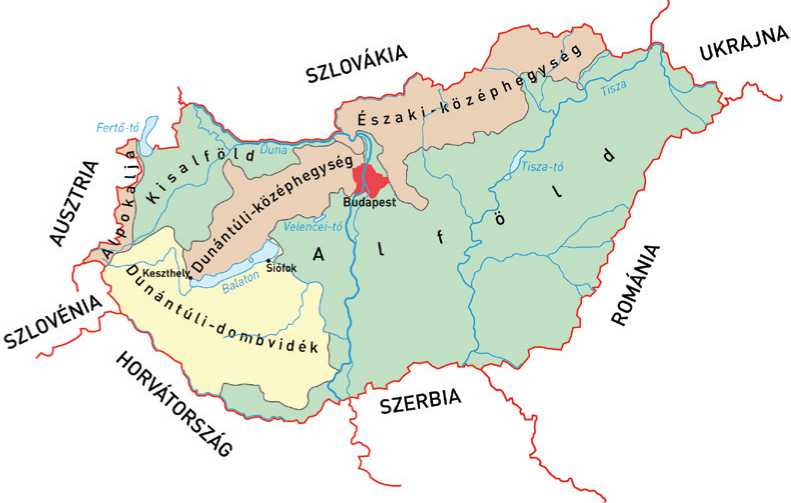 SZLOVÁKIA
UKRAJNA
Északi-középhegység
Tisza
Fertő-tó
Duna
Kisalföld
Tisza-tó
AUSZTRIA
Alpokalja
Dunántúli-középhegység
Budapest
Velencei-tó
Alföld
Keszthely
Siófok
Balaton
ROMÁNIA
SZLOVÉNIA
Dunántúli-dombvidék
HORVÁTORSZÁG
SZERBIA